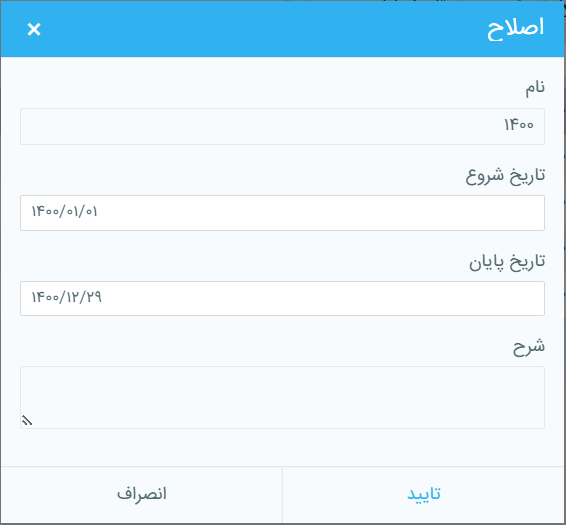 اصلاح
نام
۱۴۰۰
تاریخ شروع
۱۴۰۰/۰۱/۰۱
تاریخ پایان
۱۴۰۰/۱۲/۲۹
شرح
تایید
انصراف